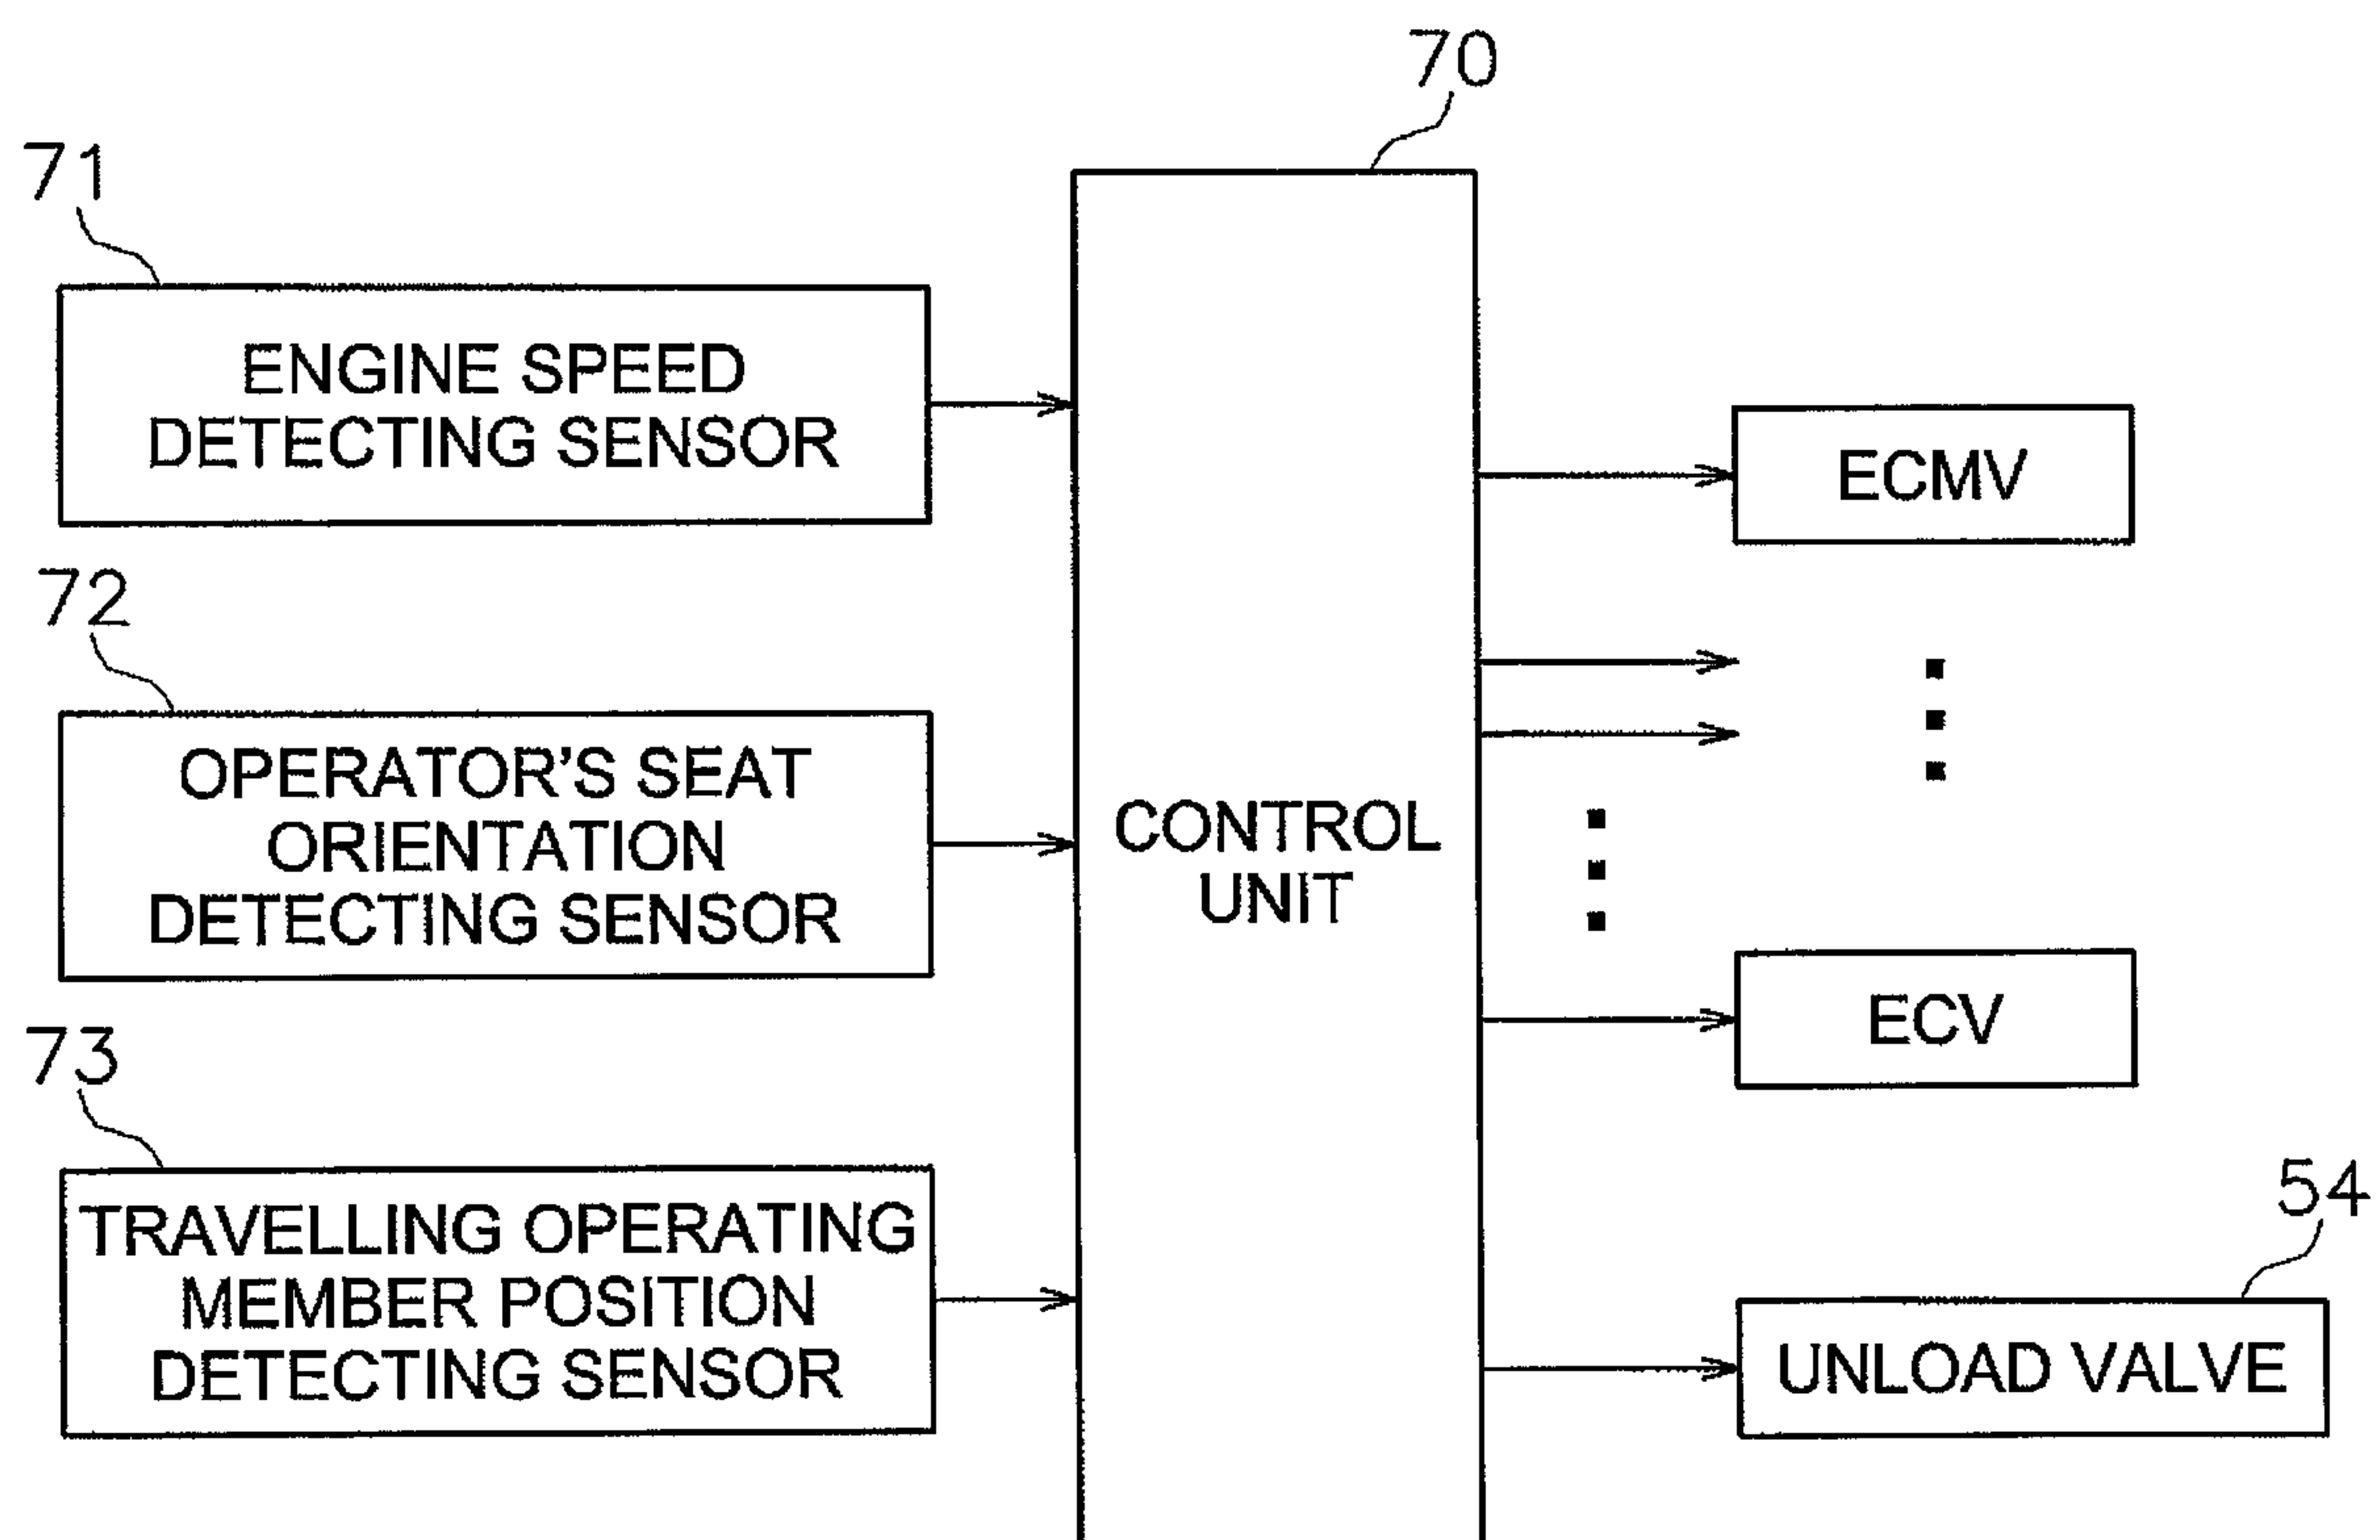 70
71
ENGINE SPEED
DETECTING SENSOR
ECMV
72
OPERATOR'S SEAT
ORIENTATION
DETECTING SENSOR
CONTROL
UNIT
ECV
73
TRAVELLING OPERATING
MEMBER POSITION
DETECTING SENSOR
54
UNLOAD VALVE